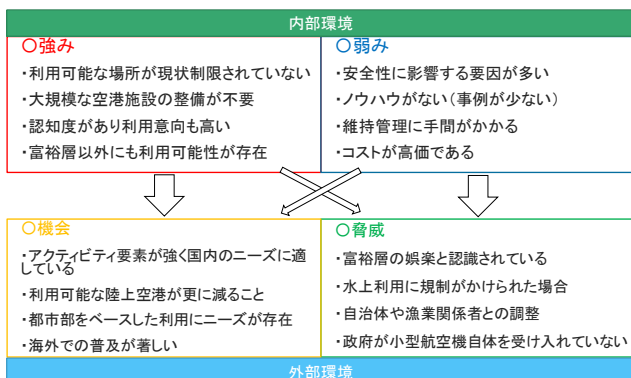 内部環境
○強み
・利用可能な場所が現状制限されていない
・大規模な空港施設の整備が不要
・認知度があり利用意向も高い
・富裕層以外にも利用可能性が存在
○弱み
・安全性に影響する要因が多い
・ノウハウがない（事例が少ない）
・維持管理に手間がかかる
・コストが高価である
○機会
・アクティビティ要素が強く国内のニーズに適
している
・利用可能な陸上空港が更に減ること
・都市部をベースした利用にニーズが存在
・海外での普及が著しい
○脅威
・富裕層の娯楽と認識されている
・水上利用に規制がかけられた場合
・自治体や漁業関係者との調整
・政府が小型航空機自体を受け入れていない
外部環境